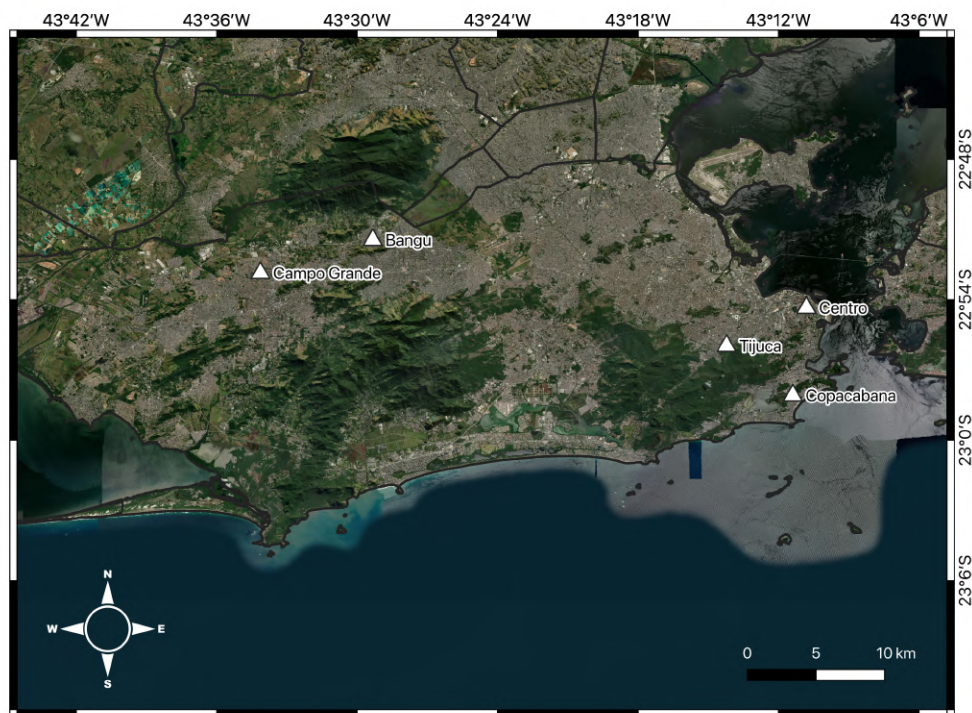 43°42'W 43°36'W 43°30'W 43°24'W 43°18'W 43°12'W 43°6'W
22°48'S
Bangu
Campo Grande
22°54'S
Centro
Tijuca
Copacabana
23°0'S
23°6'S
N
W E
S
0 5 10 km